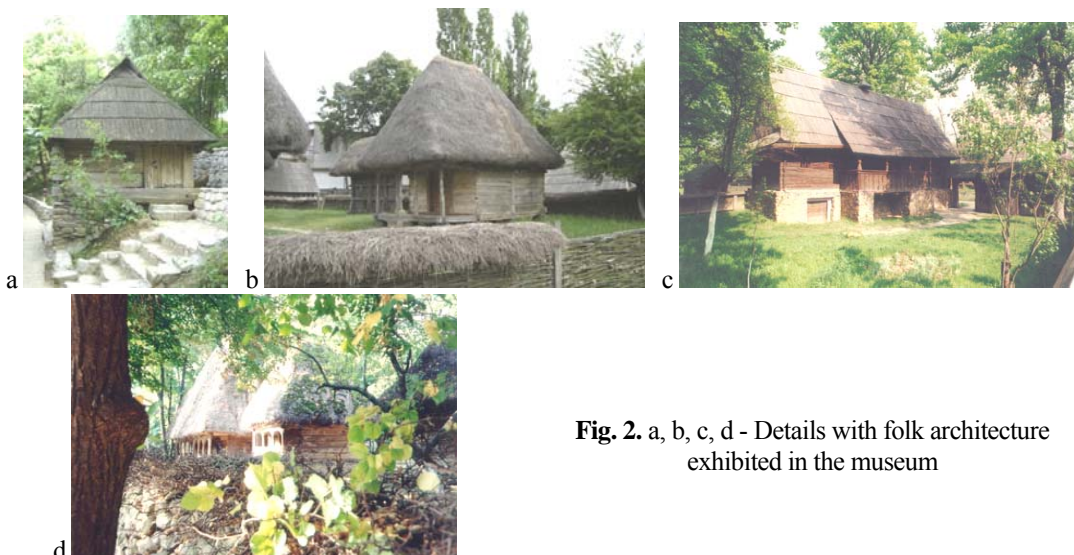 a
b
c
d
Fig. 2. a, b, c, d - Details with folk architecture
exhibited in the museum